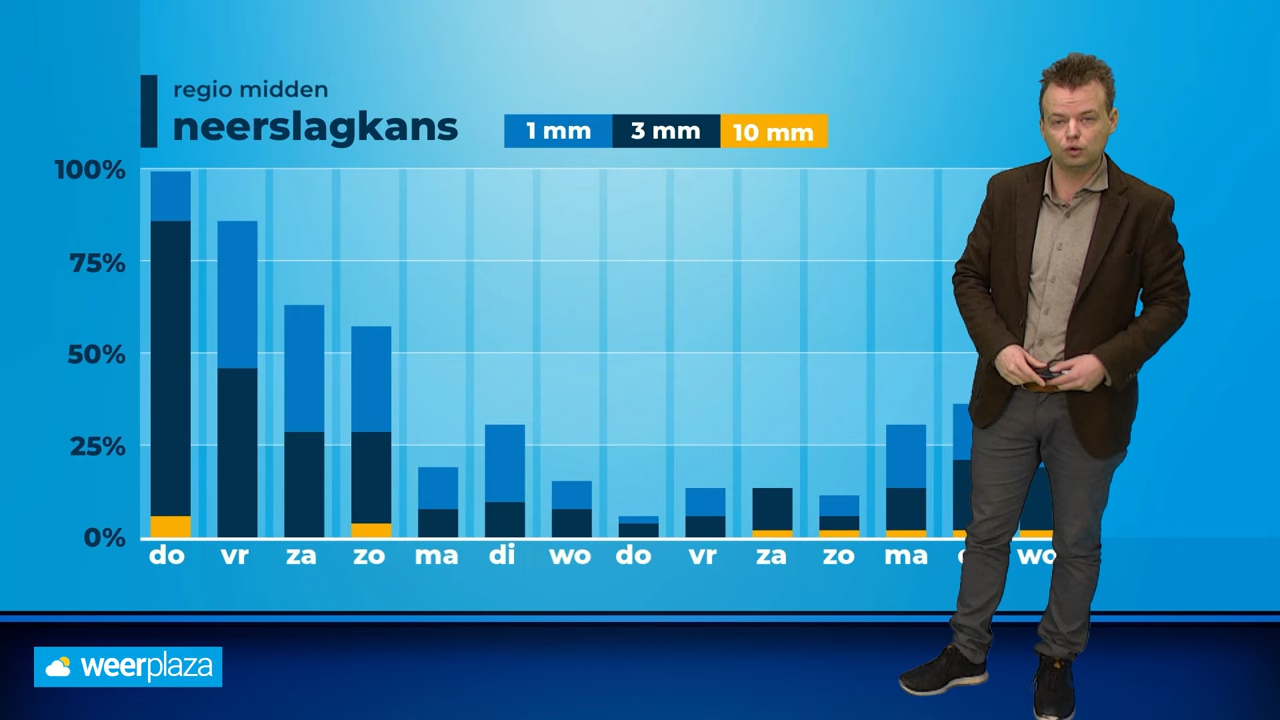 regio midden
neerslagkans
1 mm 3 mm 10 mm
100%
75%
50%
25%
0%
do vr za zo ma di wo do vr za zo ma wo
weerplaza